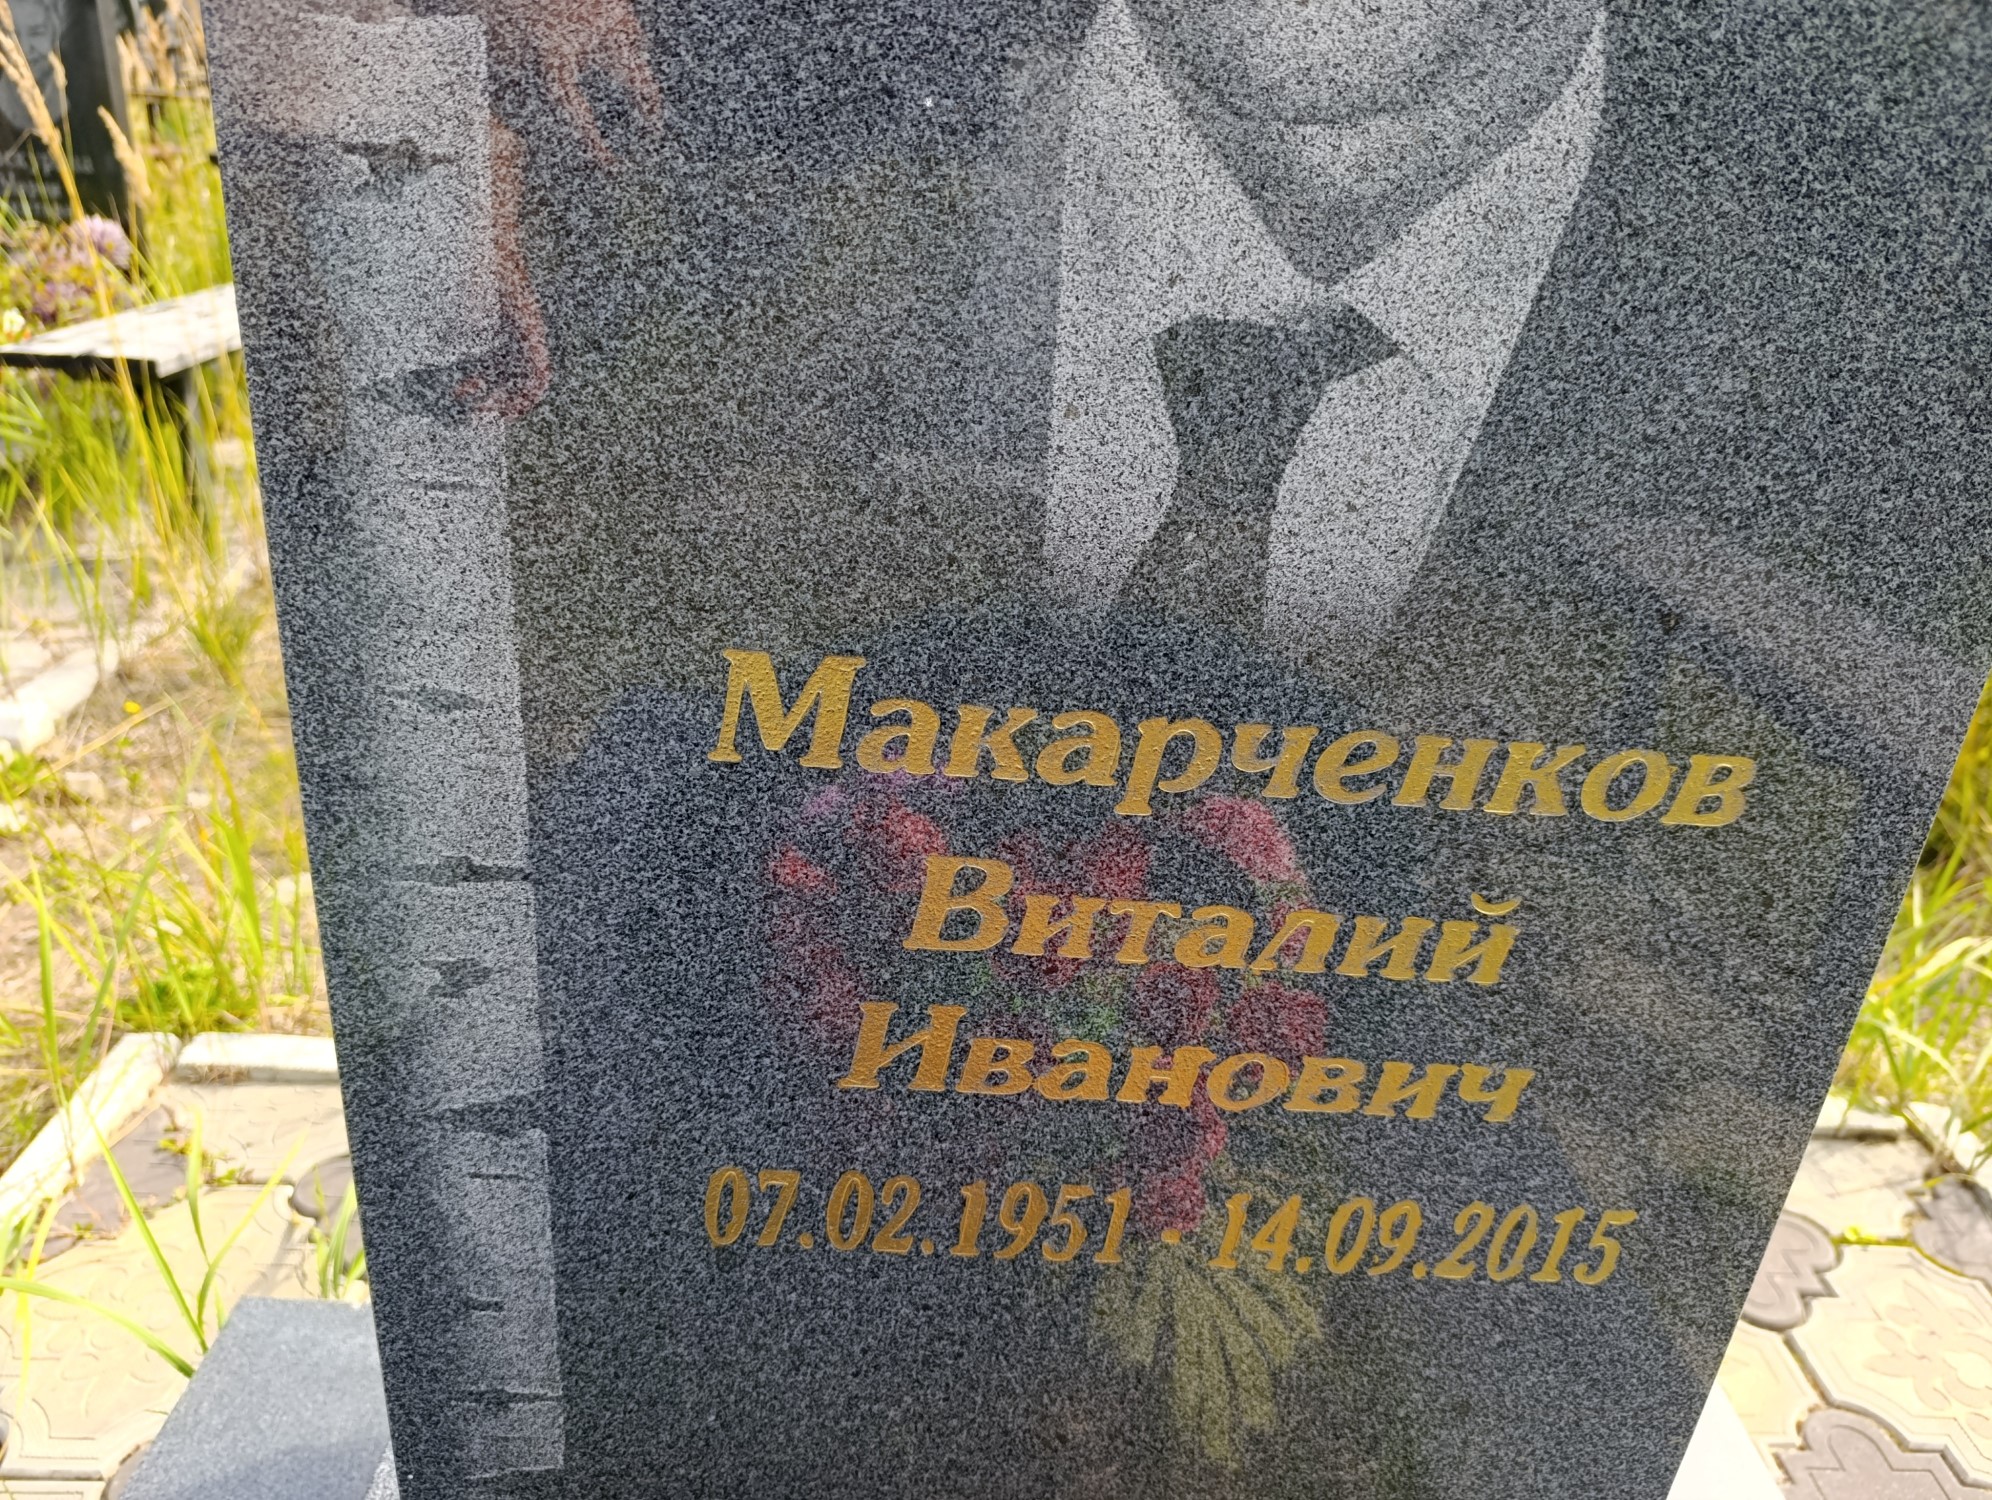 Макарченков
Виталий
Иванович
07.02.1951 - 14.09.2015